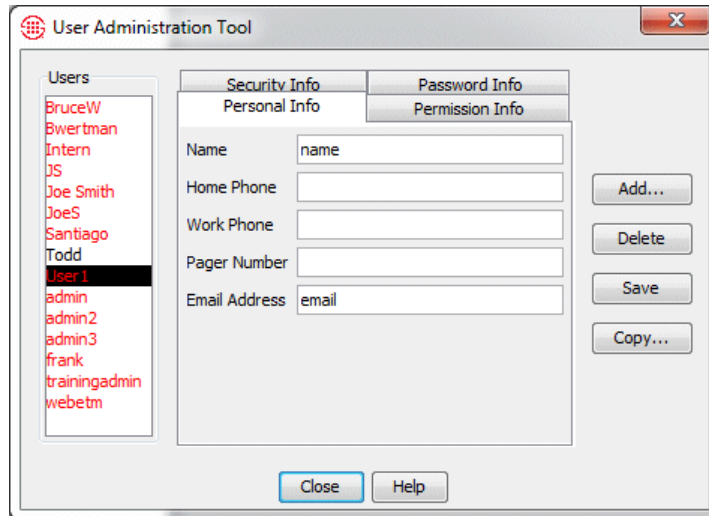 User Administration Tool
Users
BruceW
Bwertman
Intern
JS
Joe Smith
JoeS
Santiago
Todd
User1
admin
admin2
admin3
frank
trainingadmin
webetm
Security Info
Password Info
Personal Info
Permission Info
Name name
Home Phone
Work Phone
Pager Number
Email Address email
Add...
Delete
Save
Copy...
Close
Help